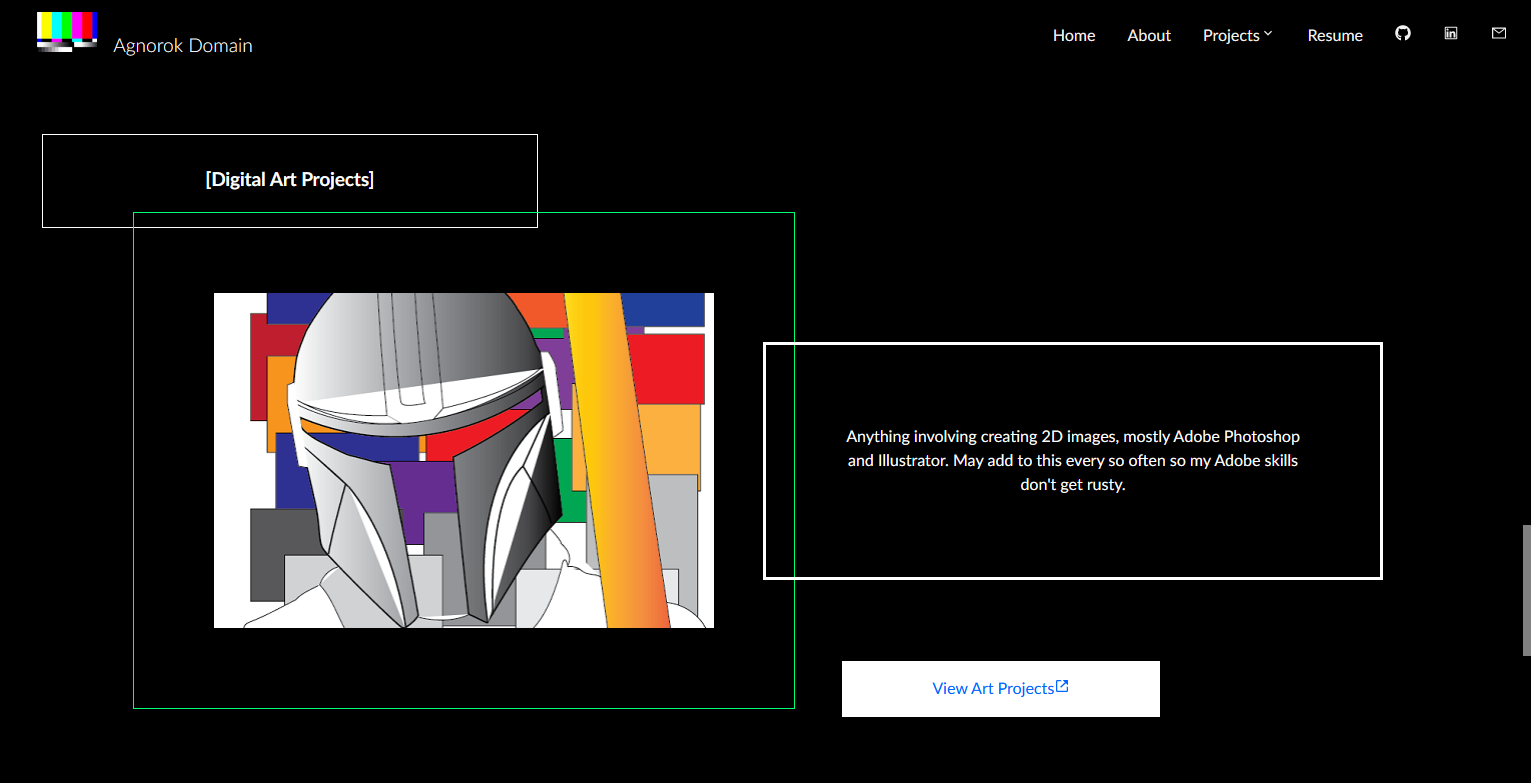 Agnorok Domain
Home About Projects Resume
[Digital Art Projects]
Anything involving creating 2D images, mostly Adobe Photoshop
and Illustrator. May add to this every so often so my Adobe skills
don't get rusty.
View Art Projects